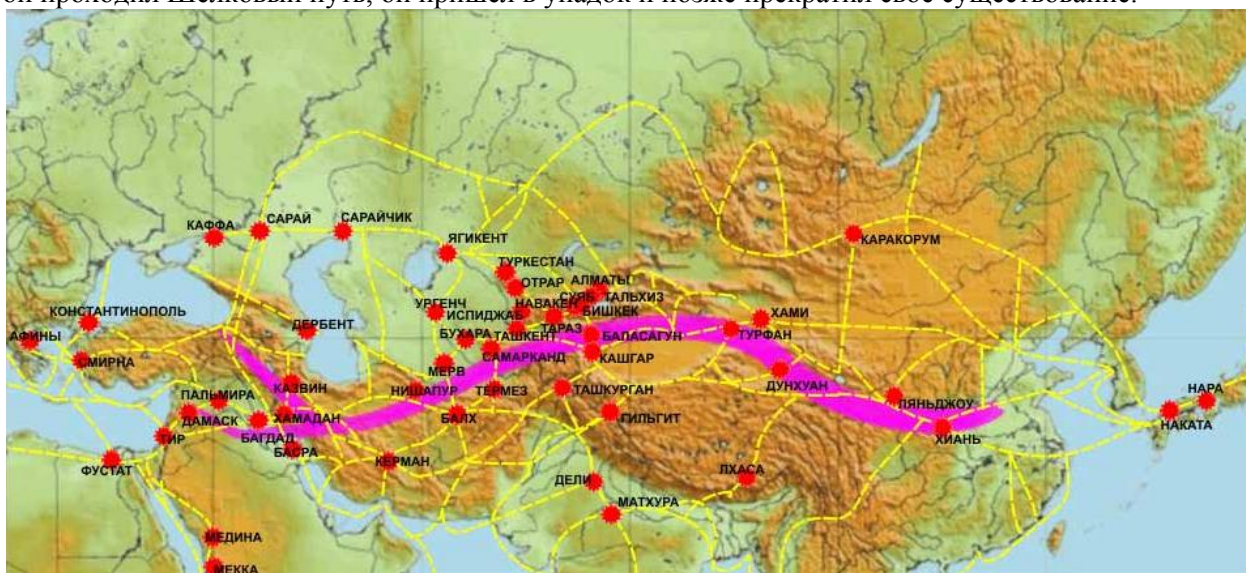 он проходил Шелковый путь, он пришел в упадок и позже прекратил свое существование.
КАРАКОРУМ
КАФФА
САРАЙ
САРАЙЧИК
ЯГИКЕНТ
ТУРКЕСТАН
ОТРАР
АЛМАТЫ
СУЯБ
ТАЛЬХИЗ
НАВАКЕН
БИШКЕК
УРГЕНЧ
ИСПИДЖАБ
ТАРАЗ
КОНСТАНТИНОПОЛЬ
ДЕРБЕНТ
БУХАРА
ТАШКЕНТ
БАЛАСАГУН
ХАМИ
ТУРФАН
АФИНЫ
СМИРНА
САМАРКАНД
КАШГАР
МЕРВ
КАЗВИН
НИШАПУР
ТЕРМЕЗ
ТАШКУРГАН
ДУНХУАН
ПАЛЬМИРА
ДАМАСК
ХАМАДАН
БАЛХ
ГИЛЬГИТ
ЛЯНЬДЖОУ
НАРА
НАКАТА
ТИР
БАГДАД
БАСРА
ХИАНЬ
ФУСТАТ
КЕРМАН
ДЕЛИ
ЛХАСА
МАТХУРА
МЕДИНА
МЕККА